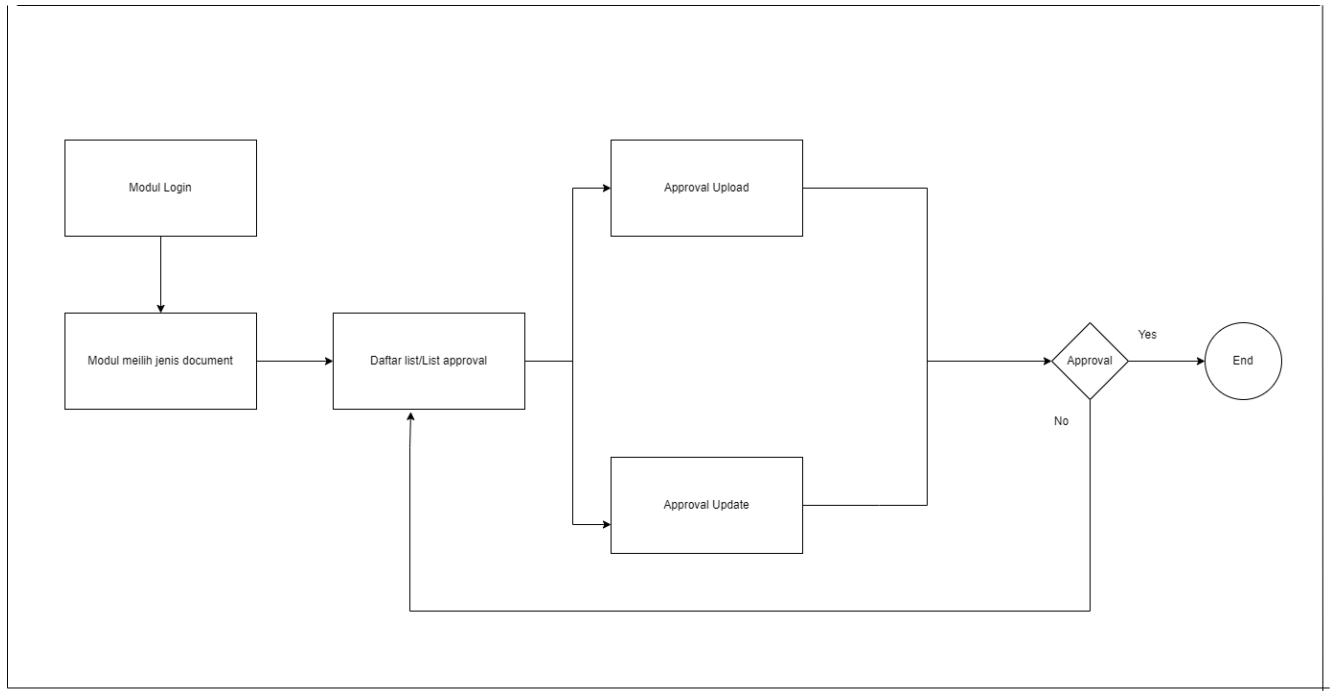 Modul Login
Approval Upload
Modul meilih jenis document
Daftar list/List approval
Approval
Yes
End
No
Approval Update